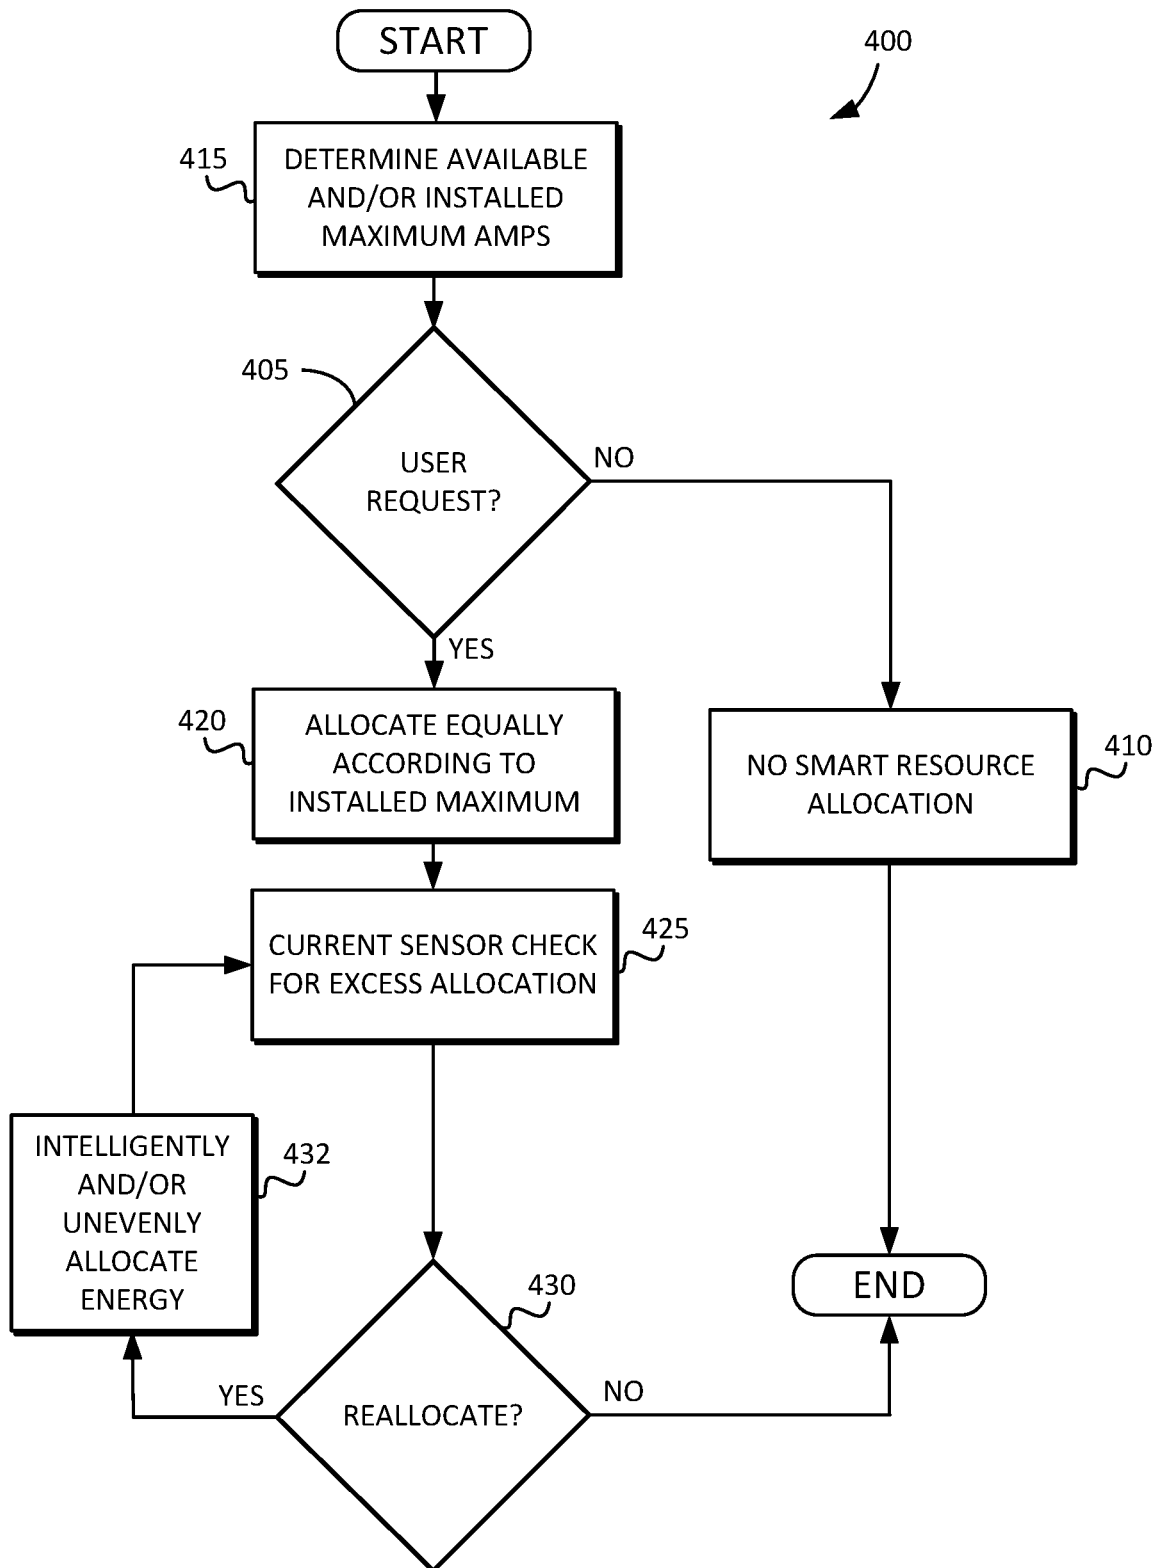 START
400
415
DETERMINE AVAILABLE
AND/OR INSTALLED
MAXIMUM AMPS
405
USER
REQUEST?
NO
YES
420
ALLOCATE EQUALLY
ACCORDING TO
INSTALLED MAXIMUM
NO SMART RESOURCE
ALLOCATION
410
CURRENT SENSOR CHECK
FOR EXCESS ALLOCATION
425
INTELLIGENTLY
AND/OR
UNEVENLY
ALLOCATE
ENERGY
432
430
END
YES
REALLOCATE?
NO